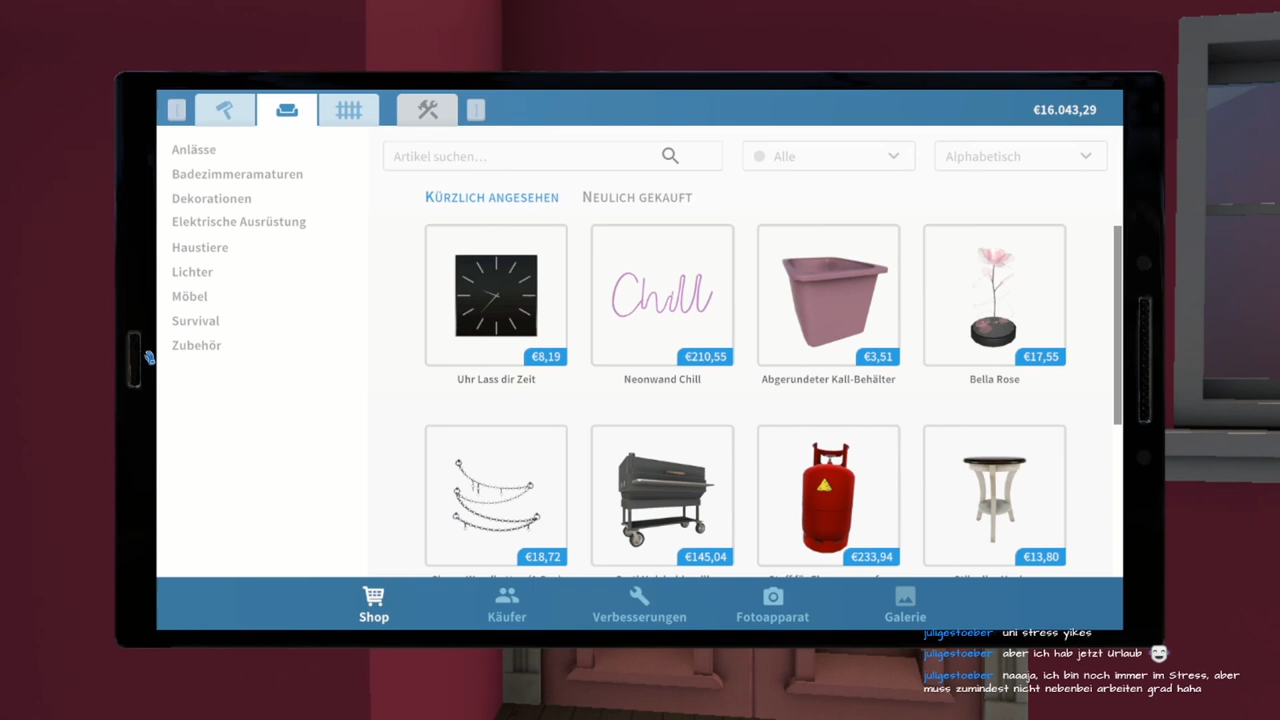 €16.043,29
Anlässe
Badezimmeramaturen
Dekorationen
Elektrische Ausrüstung
Haustiere
Lichter
Möbel
Survival
Zubehör
Artikel suchen...
Alle
Alphabetisch
KÜRZLICH ANGESEHEN
NEULICH GEKAUFT
€8,19
Chill
€210,55
€3,51
€17,55
Uhr Lass dir Zeit
Neonwand Chill
Abgerundeter Kall-Behälter
Bella Rose
€18,72
€145,04
€233,94
€13,80
Shop
Käufer
Verbesserungen
Fotoapparat
Galerie
juligestoeber uni stress yikes
juligestoeber aber ich hab jetzt Urlaub
juligestoeber naaaja, ich bin noch immer im Stress, aber
muss zumindest nicht nebenbei arbeiten grad haha